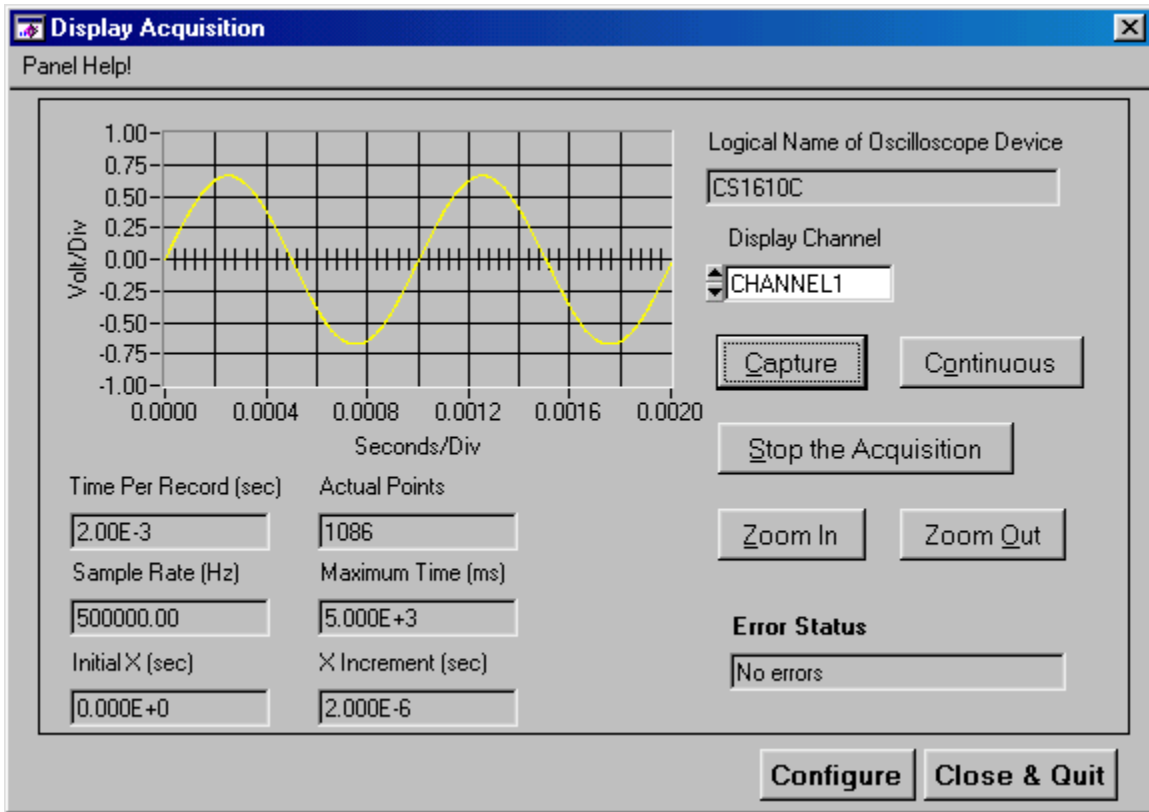 Display Acquisition
Panel Help!
1.00
0.75
0.50
0.25
0.00
-0.25
-0.50
-0.75
-1.00
Volt/Div
0.0000 0.0004 0.0008 0.0012 0.0016 0.0020
Seconds/Div
Logical Name of Oscilloscope Device
CS1610C
Display Channel
CHANNEL1
Capture Continuous
Stop the Acquisition
Zoom In Zoom Out
Time Per Record (sec) Actual Points
2.00E-3 1086
Sample Rate (Hz) Maximum Time (ms)
500000.00 5.000E+3
Initial X (sec) X Increment (sec)
0.000E+0 2.000E-6
Error Status
No errors
Configure Close & Quit